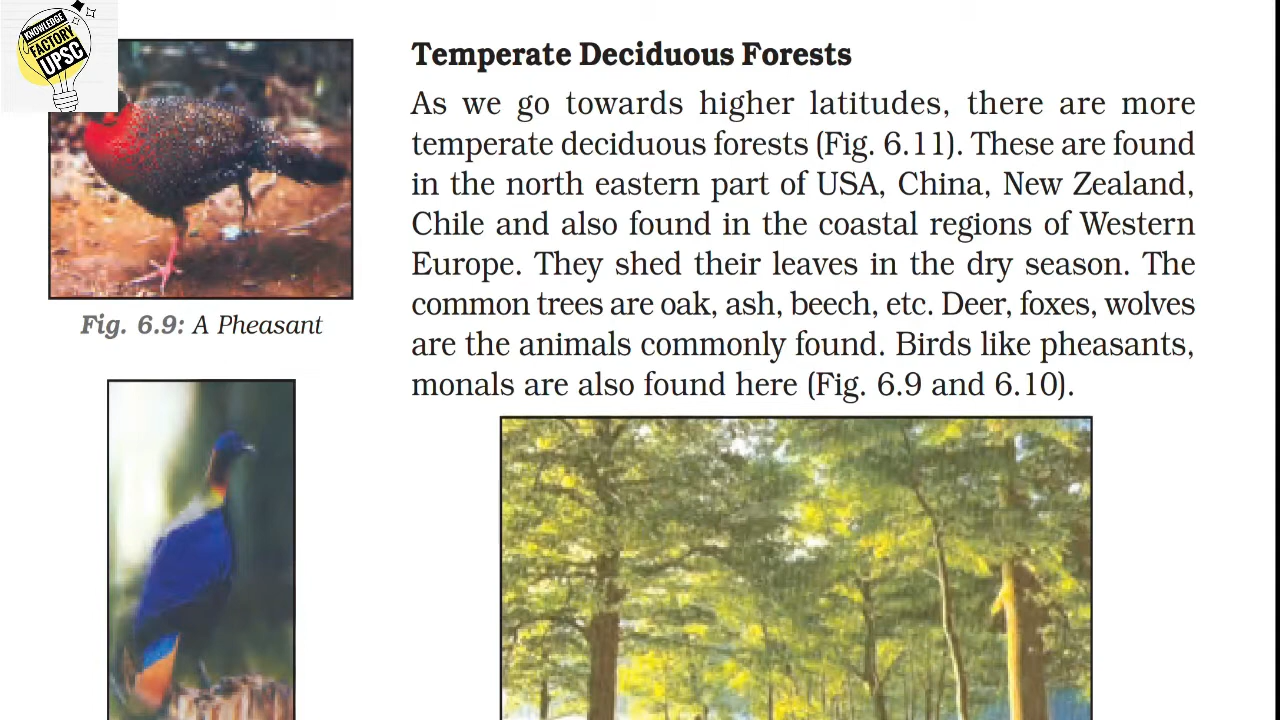 KNOWLEDGE
FACTORY
UPSC
Temperate Deciduous Forests
As we go towards higher latitudes, there are more
temperate deciduous forests (Fig. 6.11). These are found
in the north eastern part of USA, China, New Zealand,
Chile and also found in the coastal regions of Western
Europe. They shed their leaves in the dry season. The
common trees are oak, ash, beech, etc. Deer, foxes, wolves
are the animals commonly found. Birds like pheasants,
monals are also found here (Fig. 6.9 and 6.10).
Fig. 6.9: A Pheasant